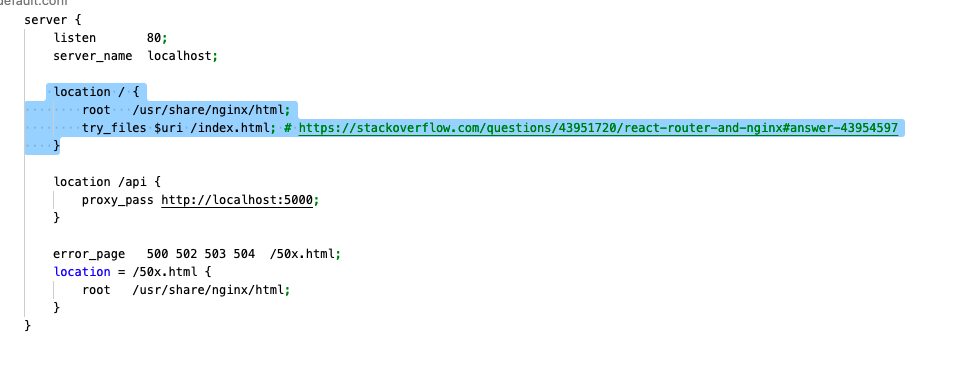 default.conf
server {
    listen       80;
    server_name  localhost;
    location / {
        root   /usr/share/nginx/html;
        try_files $uri /index.html; # https://stackoverflow.com/questions/43951720/react-router-and-nginx#answer-43954597
    }
    location /api {
        proxy_pass http://localhost:5000;
    }
    error_page   500 502 503 504  /50x.html;
    location = /50x.html {
        root   /usr/share/nginx/html;
    }
}